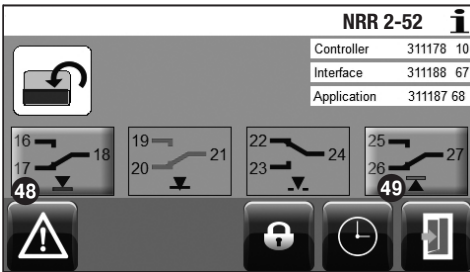 NRR 2-52 i
Controller 311178 10
Interface 311188 67
Application 311187 68
16 17 18
19 20 21
22 23 24
25 26 27
48 49